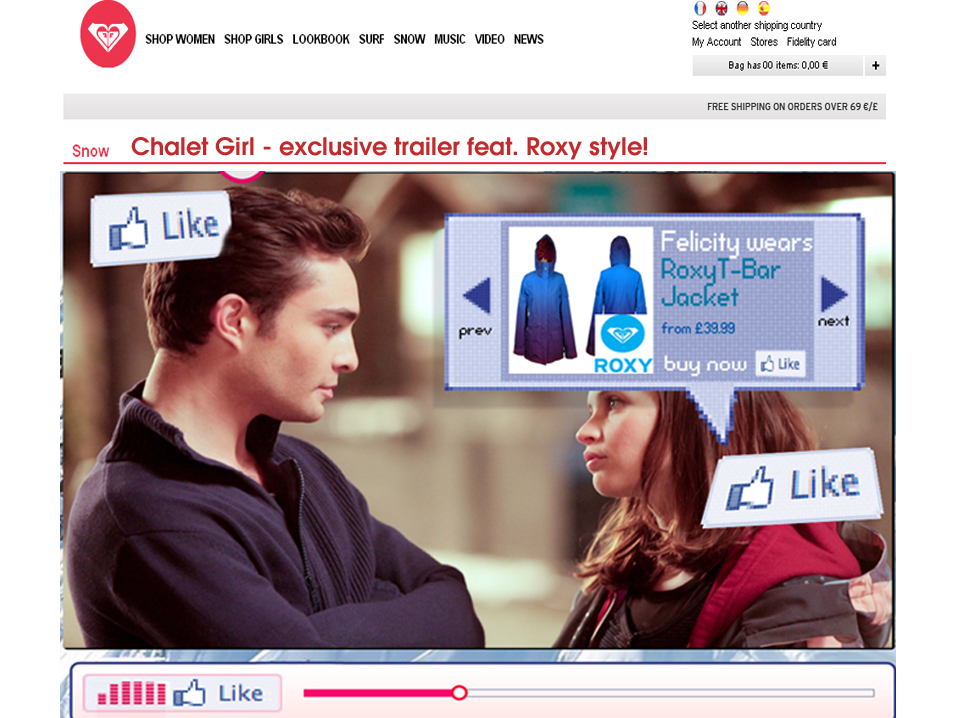 Select another shipping country
SHOP WOMEN SHOP GIRLS LOOKBOOK SURF SNOW MUSIC VIDEO NEWS
My Account Stores Fidelity card
Bag has 00 items: 0,00 € +
FREE SHIPPING ON ORDERS OVER 69 €/£
Snow Chalet Girl - exclusive trailer feat. Roxy style!
Like
Felicity wears
RoxyT-Bar
Jacket
from £39.99
prev
next
ROXY
buy now Like
Like
Like